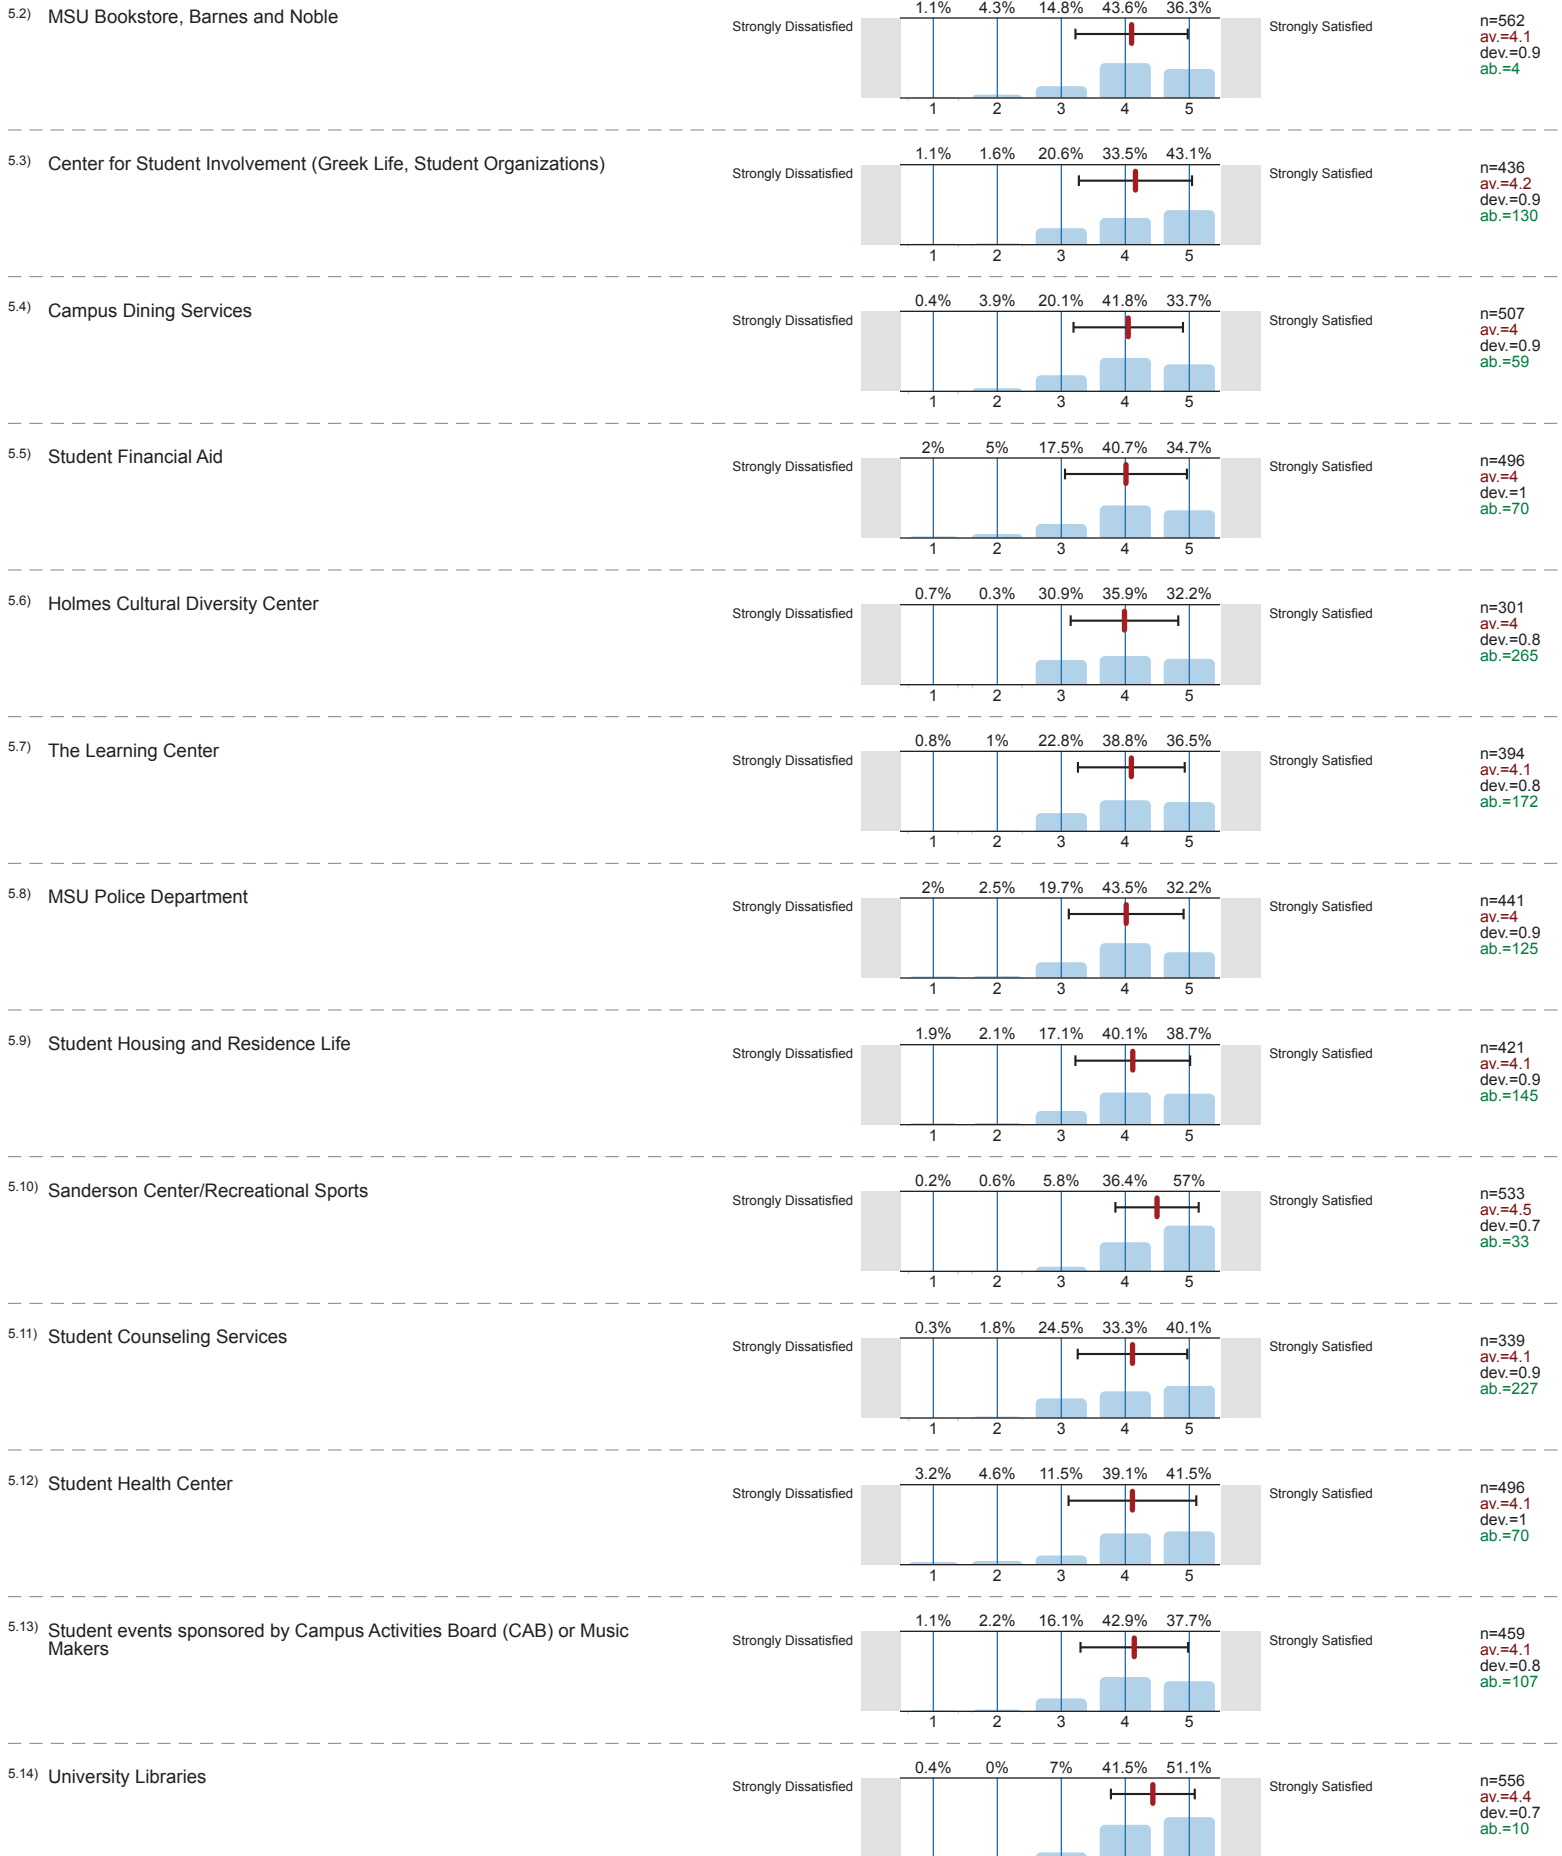 5.2) MSU Bookstore, Barnes and Noble
1.1% 4.3% 14.8% 43.6% 36.3%
Strongly Dissatisfied Strongly Satisfied
n=562
av.=4.1
dev.=0.9
ab.=4
1 2 3 4 5
5.3) Center for Student Involvement (Greek Life, Student Organizations)
1.1% 1.6% 20.6% 33.5% 43.1%
Strongly Dissatisfied Strongly Satisfied
n=436
av.=4.2
dev.=0.9
ab.=130
1 2 3 4 5
5.4) Campus Dining Services
0.4% 3.9% 20.1% 41.8% 33.7%
Strongly Dissatisfied Strongly Satisfied
n=507
av.=4
dev.=0.9
ab.=59
1 2 3 4 5
5.5) Student Financial Aid
2% 5% 17.5% 40.7% 34.7%
Strongly Dissatisfied Strongly Satisfied
n=496
av.=4
dev.=1
ab.=70
1 2 3 4 5
5.6) Holmes Cultural Diversity Center
0.7% 0.3% 30.9% 35.9% 32.2%
Strongly Dissatisfied Strongly Satisfied
n=301
av.=4
dev.=0.8
ab.=265
1 2 3 4 5
5.7) The Learning Center
0.8% 1% 22.8% 38.8% 36.5%
Strongly Dissatisfied Strongly Satisfied
n=394
av.=4.1
dev.=0.8
ab.=172
1 2 3 4 5
5.8) MSU Police Department
2% 2.5% 19.7% 43.5% 32.2%
Strongly Dissatisfied Strongly Satisfied
n=441
av.=4
dev.=0.9
ab.=125
1 2 3 4 5
5.9) Student Housing and Residence Life
1.9% 2.1% 17.1% 40.1% 38.7%
Strongly Dissatisfied Strongly Satisfied
n=421
av.=4.1
dev.=0.9
ab.=145
1 2 3 4 5
5.10) Sanderson Center/Recreational Sports
0.2% 0.6% 5.8% 36.4% 57%
Strongly Dissatisfied Strongly Satisfied
n=533
av.=4.5
dev.=0.7
ab.=33
1 2 3 4 5
5.11) Student Counseling Services
0.3% 1.8% 24.5% 33.3% 40.1%
Strongly Dissatisfied Strongly Satisfied
n=339
av.=4.1
dev.=0.9
ab.=227
1 2 3 4 5
5.12) Student Health Center
3.2% 4.6% 11.5% 39.1% 41.5%
Strongly Dissatisfied Strongly Satisfied
n=496
av.=4.1
dev.=1
ab.=70
1 2 3 4 5
5.13) Student events sponsored by Campus Activities Board (CAB) or Music
Makers
1.1% 2.2% 16.1% 42.9% 37.7%
Strongly Dissatisfied Strongly Satisfied
n=459
av.=4.1
dev.=0.8
ab.=107
1 2 3 4 5
5.14) University Libraries
0.4% 0% 7% 41.5% 51.1%
Strongly Dissatisfied Strongly Satisfied
n=556
av.=4.4
dev.=0.7
ab.=10